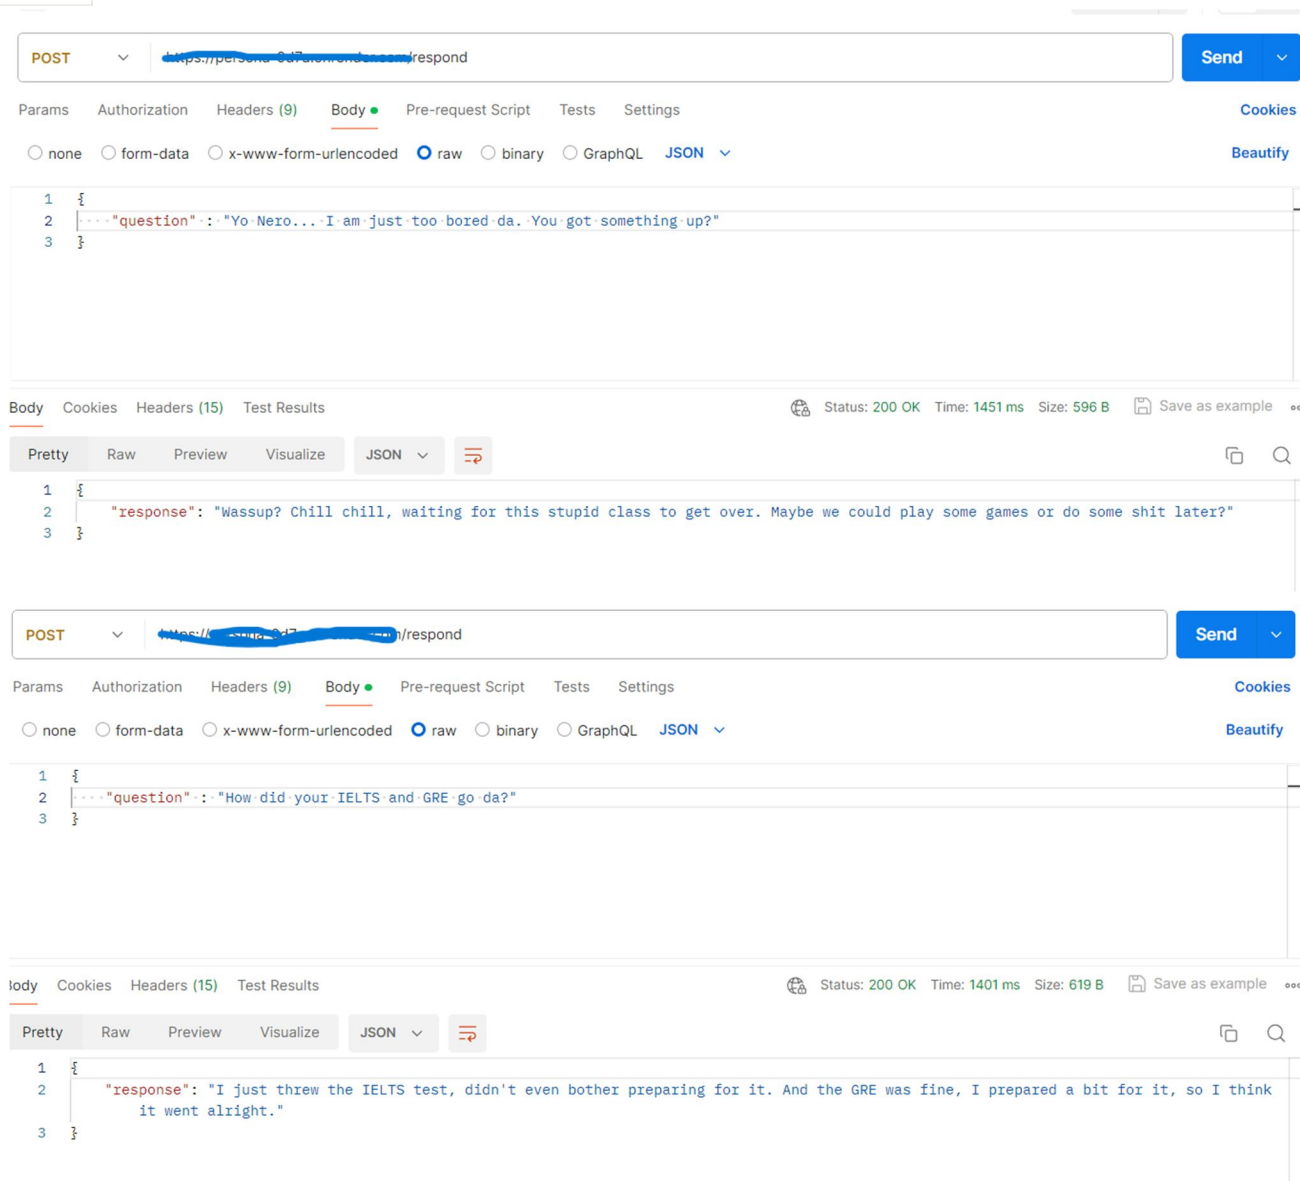 POST /respond Send
Params Authorization Headers (9) Body Pre-request Script Tests Settings Cookies
none form-data x-www-form-urlencoded raw binary GraphQL JSON Beautify
1 {
2 "question" : "Yo Nero... I am just too bored da. You got something up?"
3 }
Body Cookies Headers (15) Test Results Status: 200 OK Time: 1451 ms Size: 596 B Save as example
Pretty Raw Preview Visualize JSON
1 {
2 "response": "Wassup? Chill chill, waiting for this stupid class to get over. Maybe we could play some games or do some shit later?"
3 }
POST /respond Send
Params Authorization Headers (9) Body Pre-request Script Tests Settings Cookies
none form-data x-www-form-urlencoded raw binary GraphQL JSON Beautify
1 {
2 "question" : "How did your IELTS and GRE go da?"
3 }
Body Cookies Headers (15) Test Results Status: 200 OK Time: 1401 ms Size: 619 B Save as example
Pretty Raw Preview Visualize JSON
1 {
2 "response": "I just threw the IELTS test, didn't even bother preparing for it. And the GRE was fine, I prepared a bit for it, so I think
it went alright."
3 }